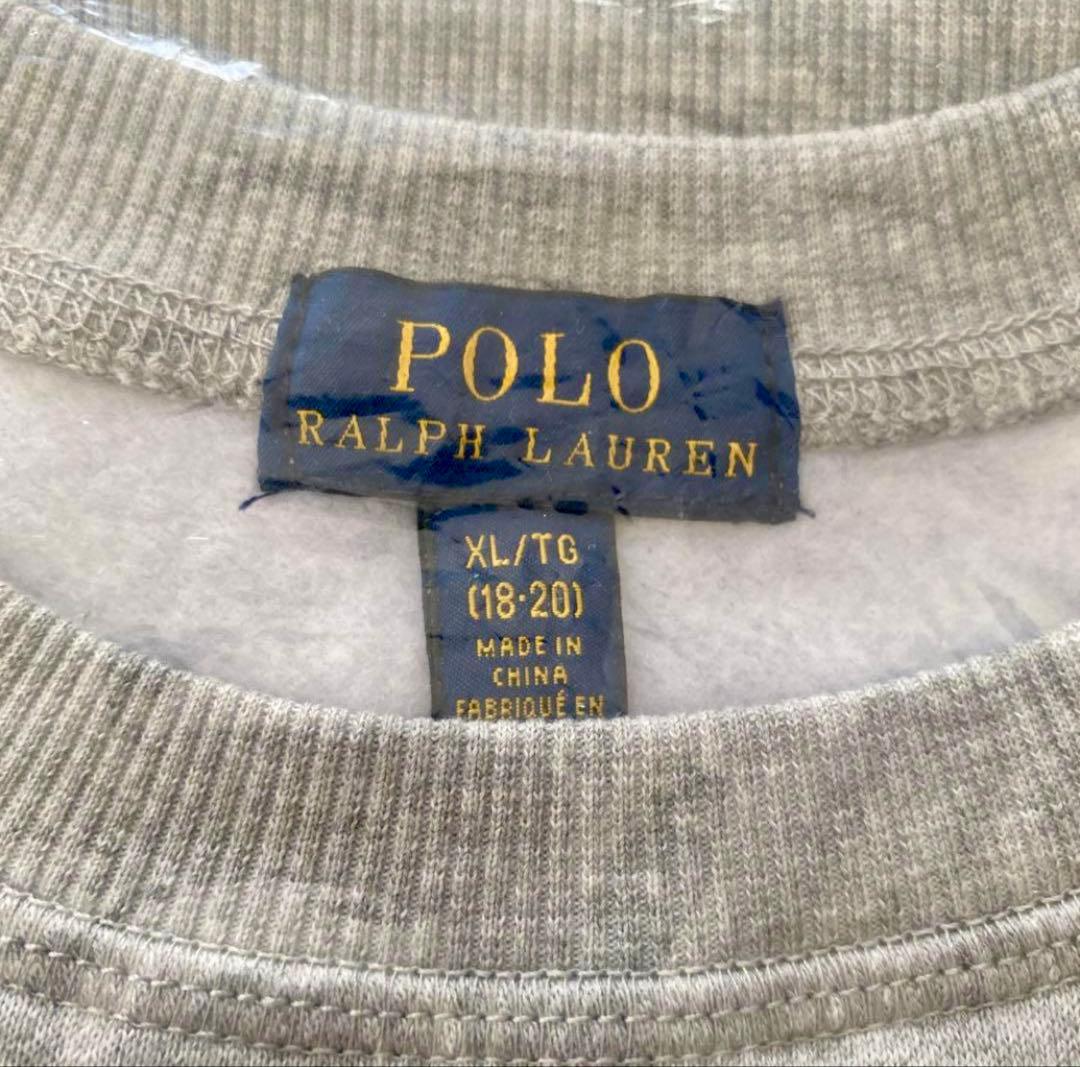 POLO
RALPH LAUREN
XL/TG
(18·20)
MADE IN
CHINA
FABRIQUÉ EN